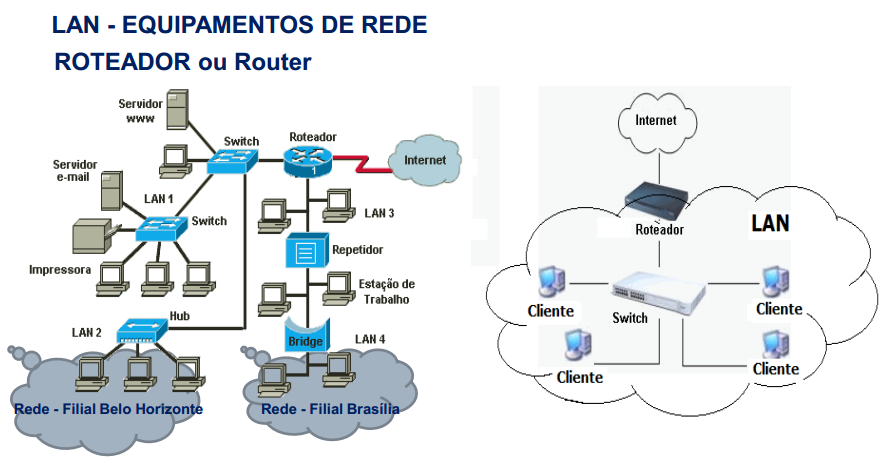 LAN - EQUIPAMENTOS DE REDE
ROTEADOR ou Router
Servidor
www
Switch
Roteador
1
Internet
Servidor
e-mail
LAN 1
Switch
LAN 3
Impressora
Repetidor
Estação de
Trabalho
LAN 2
Hub
Bridge
LAN 4
Rede - Filial Belo Horizonte
Rede - Filial Brasília
Internet
Roteador
LAN
Cliente
Switch
Cliente
Cliente
Cliente